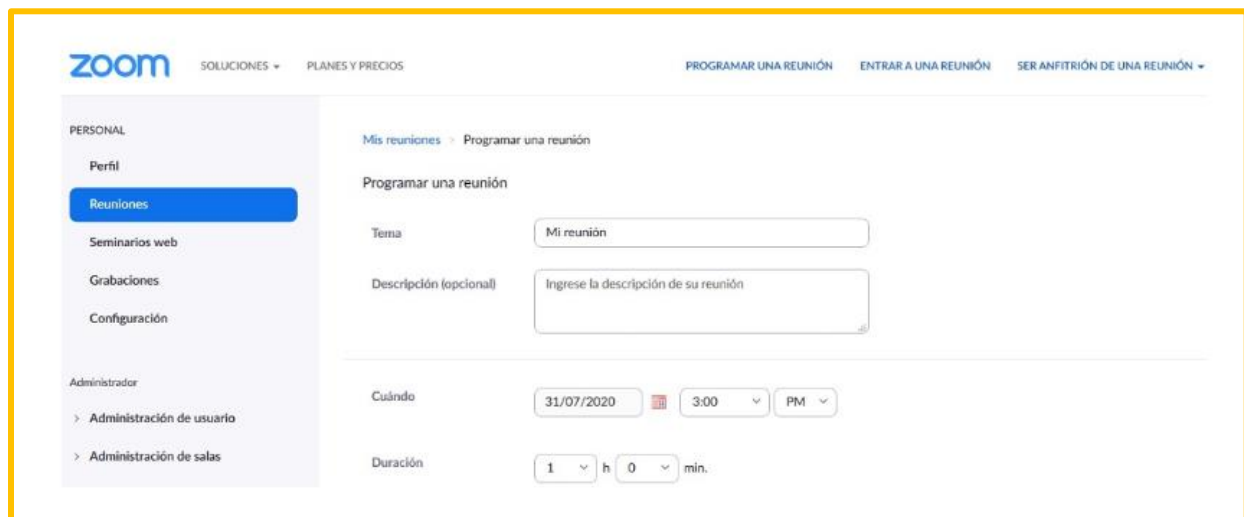 zoom SOLUCIONES PLANES Y PRECIOS PROGRAMAR UNA REUNIÓN ENTRAR A UNA REUNIÓN SER ANFITRIÓN DE UNA REUNIÓN
PERSONAL
Perfil
Reuniones
Seminarios web
Grabaciones
Configuración
Administrador
> Administración de usuario
> Administración de salas
Mis reuniones > Programar una reunión
Programar una reunión
Tema Mi reunión
Descripción (opcional) Ingrese la descripción de su reunión
Cuándo 31/07/2020 3:00 PM
Duración 1 h 0 min.